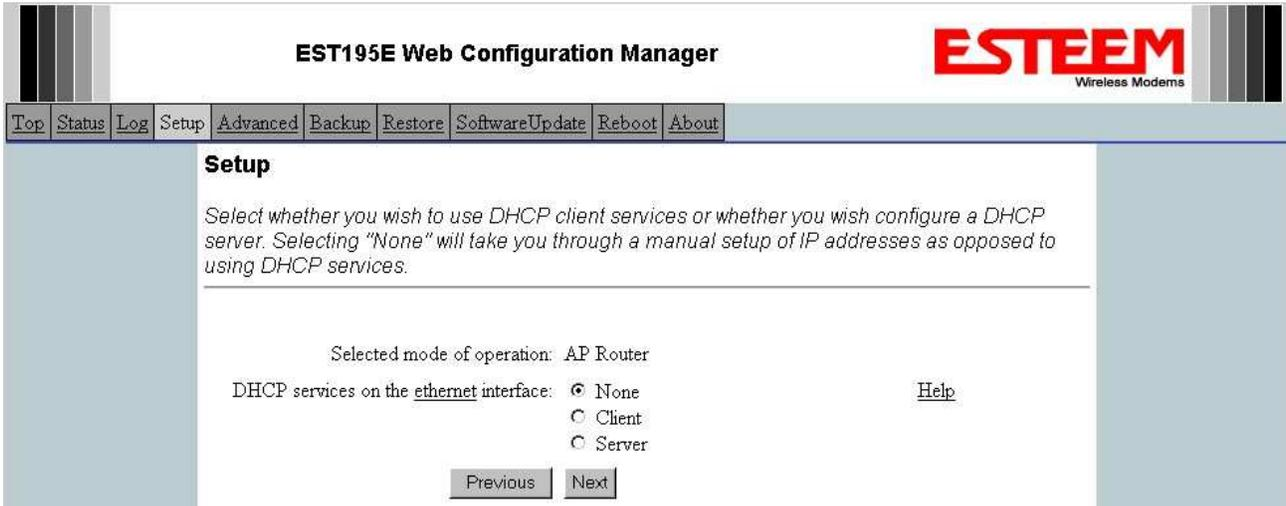 EST195E Web Configuration Manager
ESTEEM
Wireless Modems
Top Status Log Setup Advanced Backup Restore SoftwareUpdate Reboot About
Setup
Select whether you wish to use DHCP client services or whether you wish configure a DHCP
server. Selecting "None" will take you through a manual setup of IP addresses as opposed to
using DHCP services.
Selected mode of operation: AP Router
DHCP services on the ethernet interface: None Help
Client
Server
Previous Next